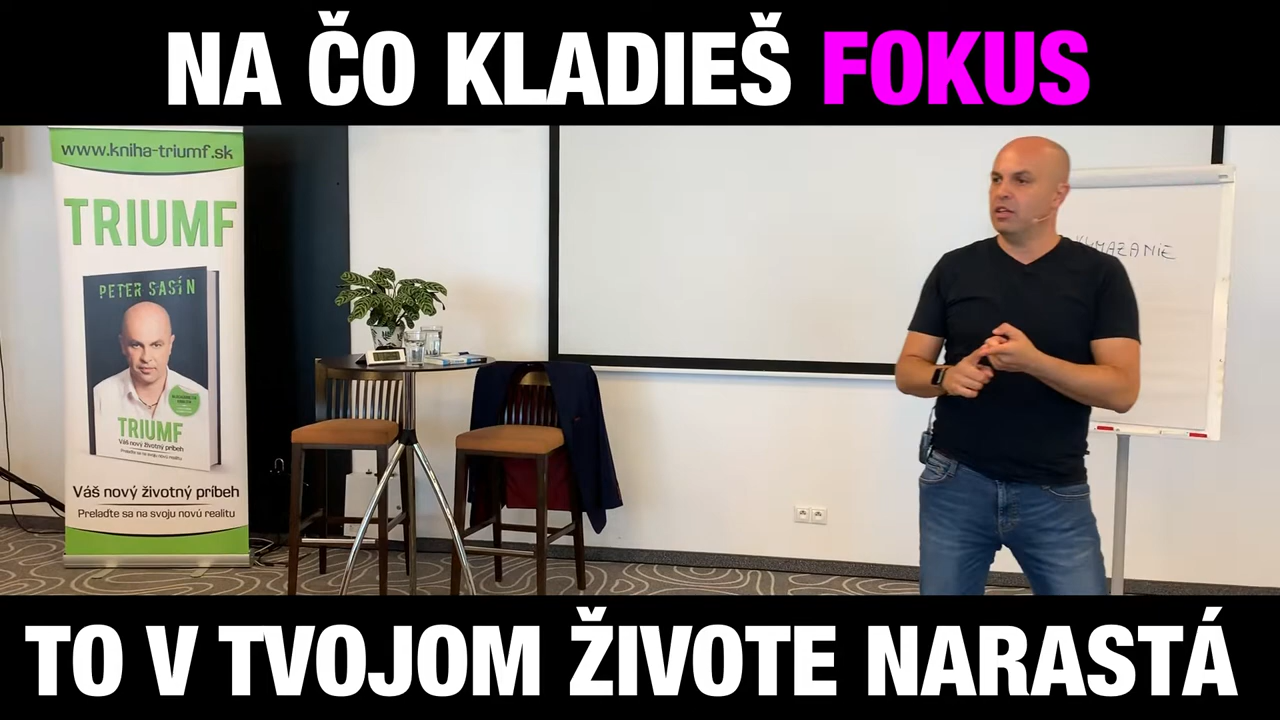 NA ČO KLADIEŠ FOKUS
www.kniha-triumf.sk
TRIUMF
PETER SASÍN
TRIUMF
Váš nový životný príbeh
Prelaďte sa na svoju novú realitu
Váš nový životný príbeh
Prelaďte sa na svoju novú realitu
TO V TVOJOM ŽIVOTE NARASTÁ